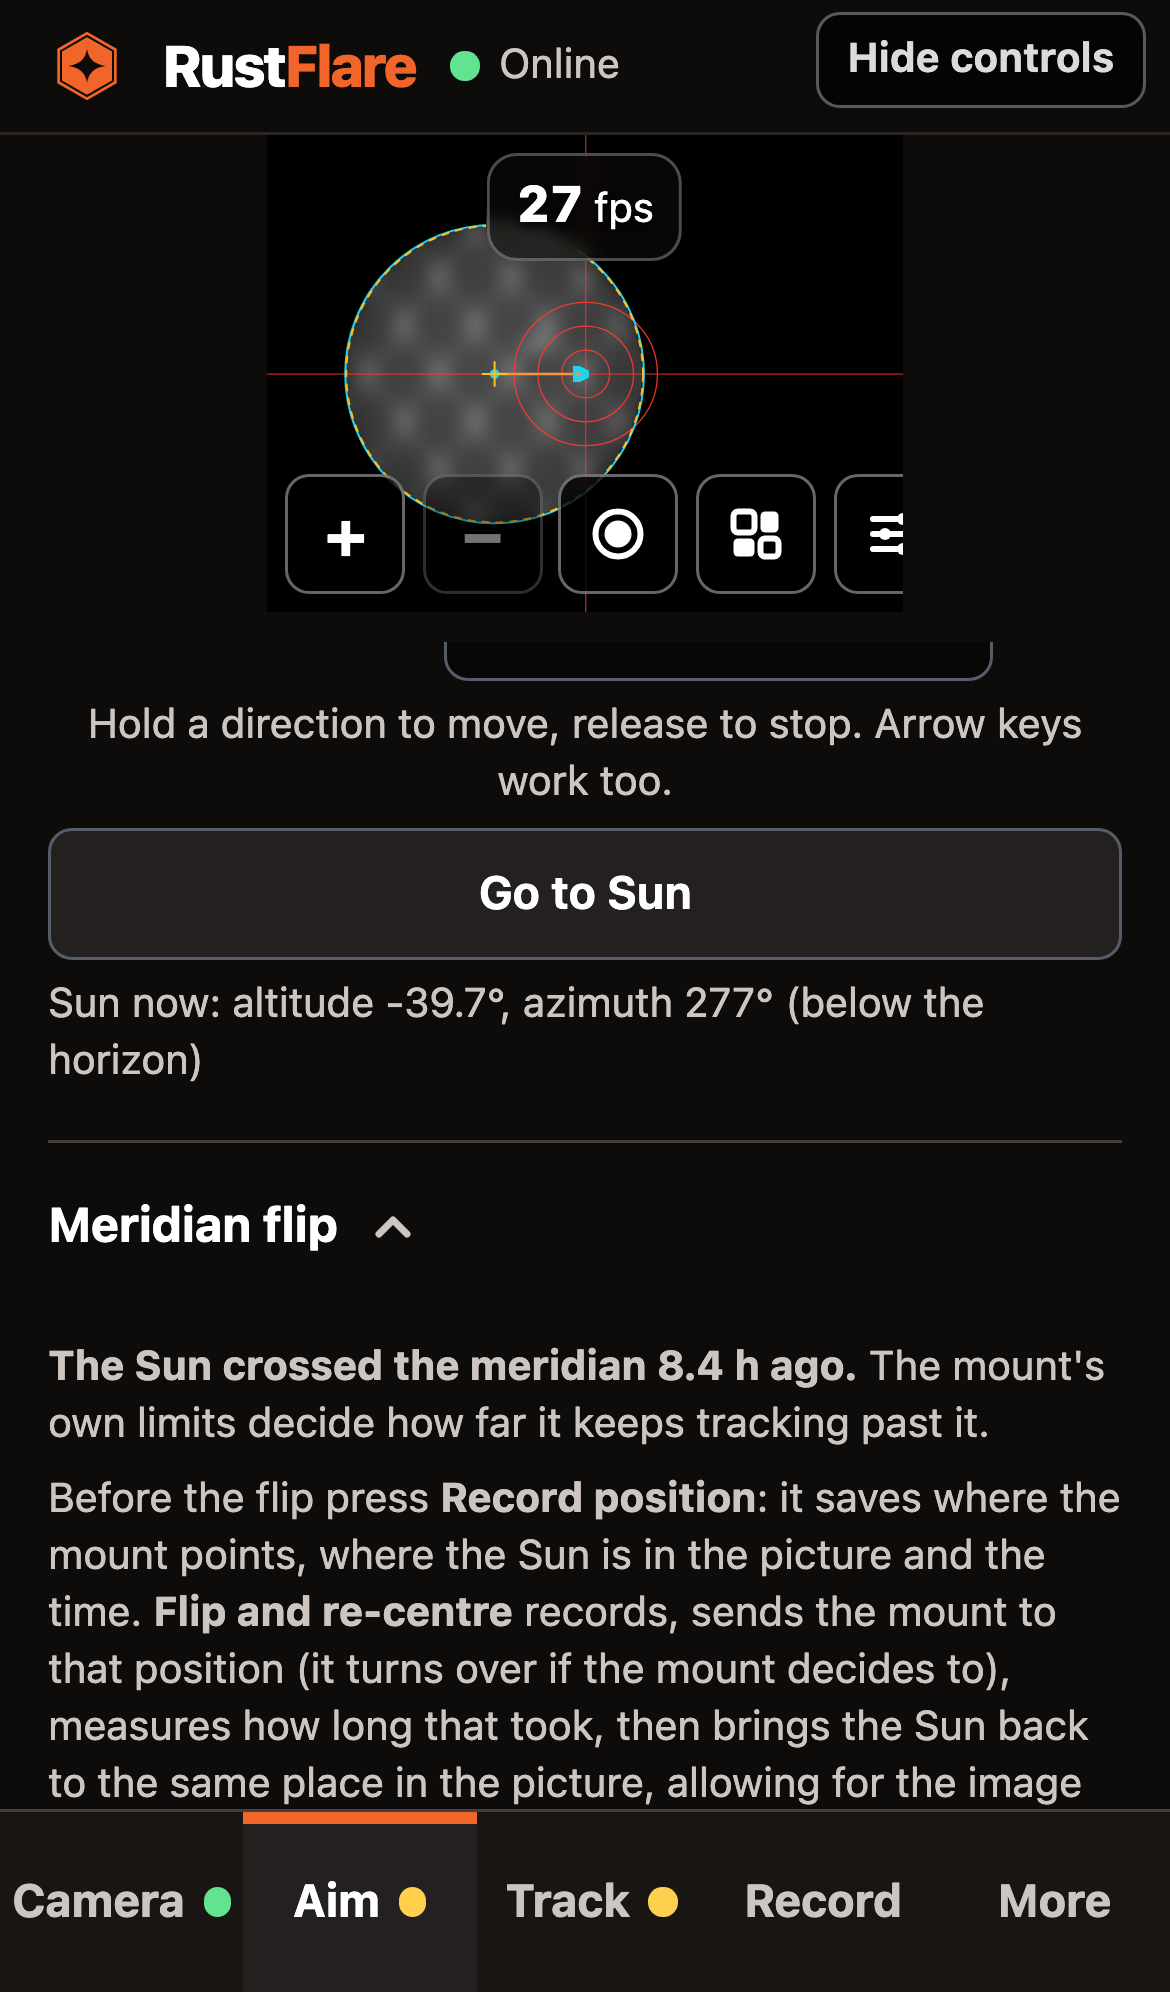 RustFlare Online Hide controls
27 fps
Hold a direction to move, release to stop. Arrow keys
work too.
Go to Sun
Sun now: altitude -39.7°, azimuth 277° (below the
horizon)
Meridian flip
The Sun crossed the meridian 8.4 h ago. The mount's
own limits decide how far it keeps tracking past it.
Before the flip press Record position: it saves where the
mount points, where the Sun is in the picture and the
time. Flip and re-centre records, sends the mount to
that position (it turns over if the mount decides to),
measures how long that took, then brings the Sun back
to the same place in the picture, allowing for the image
Camera Aim Track Record More